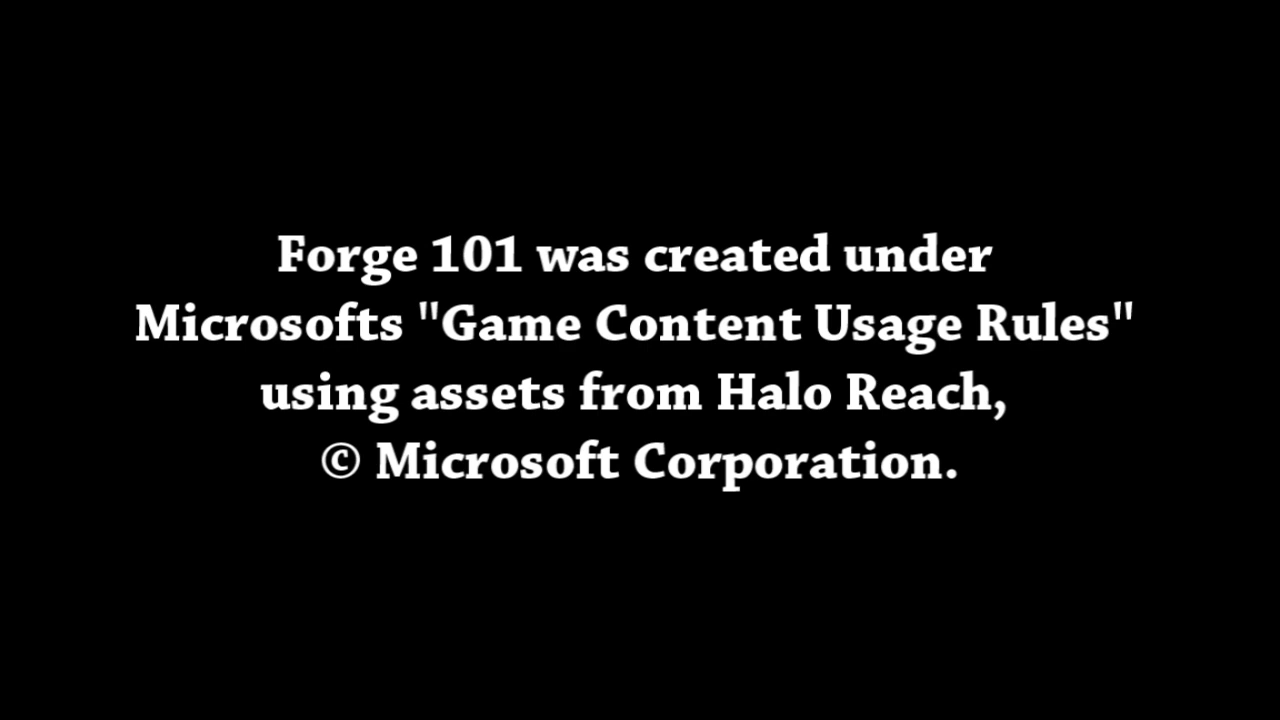 Forge 101 was created under
Microsofts "Game Content Usage Rules"
using assets from Halo Reach,
© Microsoft Corporation.